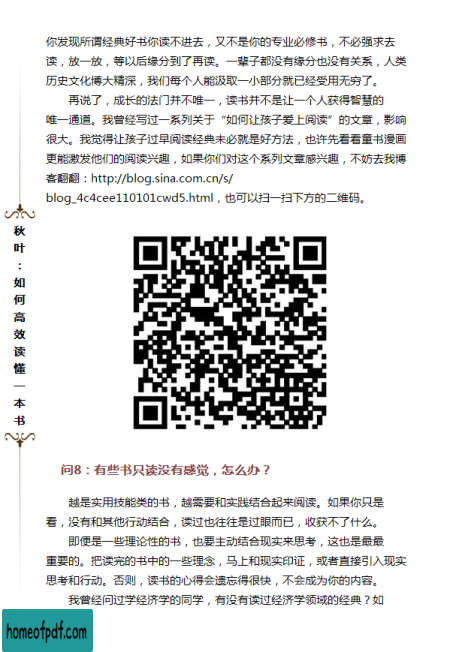 你发现所谓经典好书你读不进去，又不是你的专业必修书，不必强求去
读，放一放，等以后缘分到了再读。一辈子都没有缘分也没有关系，人类
历史文化博大精深，我们每个人能汲取一小部分就已经受用无穷了。
再说了，成长的法门并不唯一，读书并不是让一个人获得智慧的
唯一通道。我曾经写过一系列关于“如何让孩子爱上阅读”的文章，影响
很大。我觉得让孩子过早阅读经典未必就是好方法，也许先看看童书漫画
更能激发他们的阅读兴趣，如果你们对这个系列文章感兴趣，不妨去我博
客翻翻：http://blog.sina.com.cn/s/
blog_4c4cee110101cwd5.html，也可以扫一扫下方的二维码。
秋叶：如何高效读懂一本书
问8：有些书只读没有感觉，怎么办？
越是实用技能类的书，越需要和实践结合起来阅读。如果你只是
看，没有和其他行动结合，读过也往往是过眼而已，收获不了什么。
即便是一些理论性的书，也要主动结合现实来思考，这也是最最
重要的。把读完的书中的一些理念，马上和现实印证，或者直接引入现实
思考和行动。否则，读书的心得会遗忘得很快，不会成为你的内容。
我曾经问过学经济学的同学，有没有读过经济学领域的经典？如
homeofpdf.com